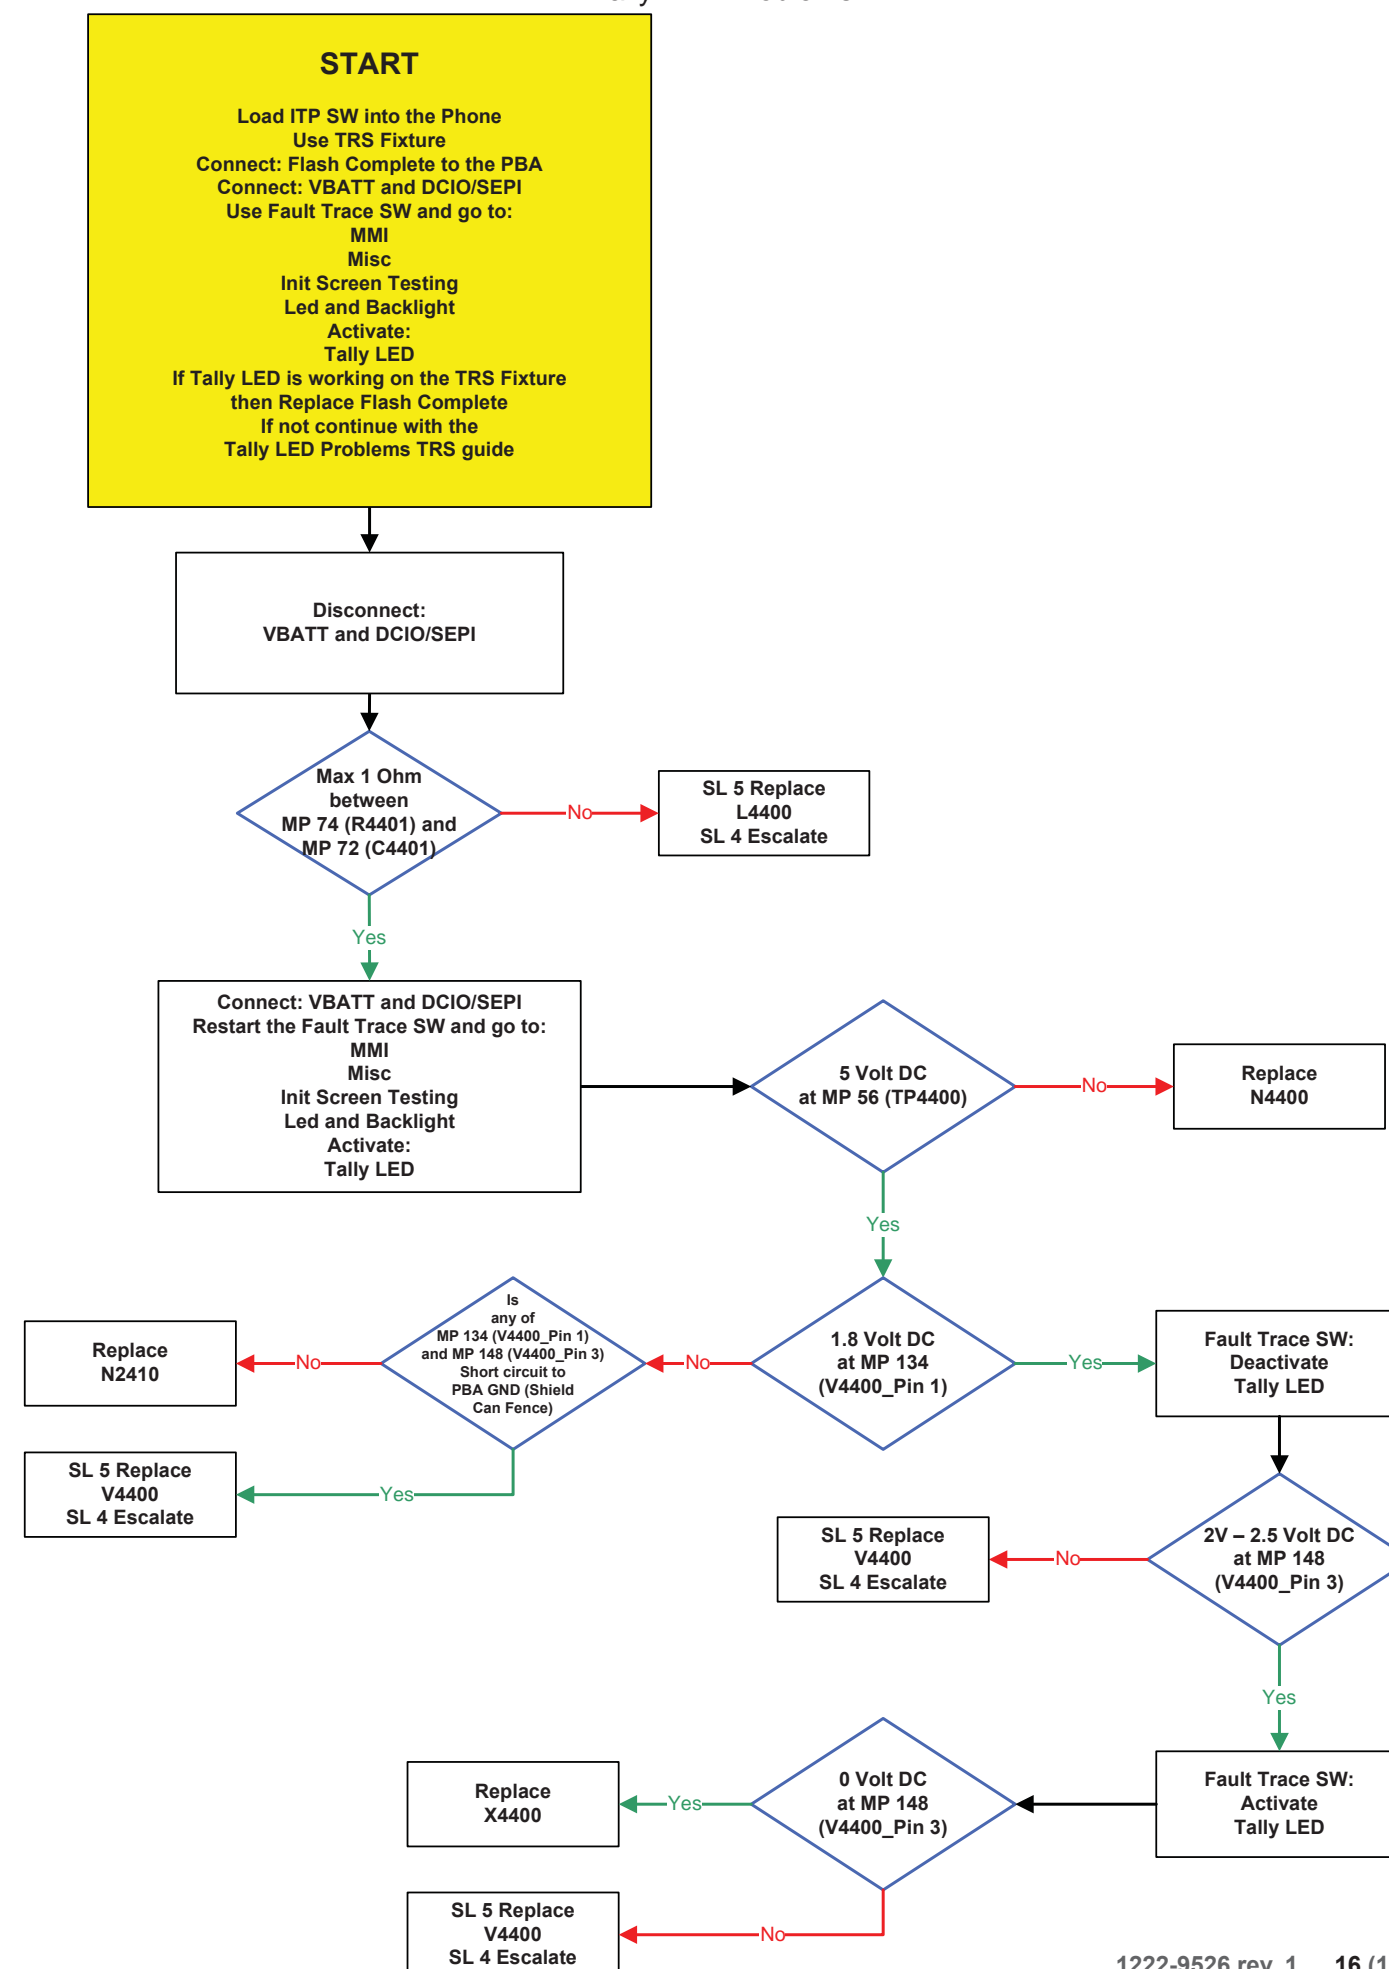 START
Load ITP SW into the Phone
Use TRS Fixture
Connect: Flash Complete to the PBA
Connect: VBATT and DCIO/SEPI
Use Fault Trace SW and go to:
MMI
Misc
Init Screen Testing
Led and Backlight
Activate:
Tally LED
If Tally LED is working on the TRS Fixture
then Replace Flash Complete
If not continue with the
Tally LED Problems TRS guide
Disconnect:
VBATT and DCIO/SEPI
Max 1 Ohm
between
MP 74 (R4401) and
MP 72 (C4401)
No
SL 5 Replace
L4400
SL 4 Escalate
Yes
Connect: VBATT and DCIO/SEPI
Restart the Fault Trace SW and go to:
MMI
Misc
Init Screen Testing
Led and Backlight
Activate:
Tally LED
5 Volt DC
at MP 56 (TP4400)
No
Replace
N4400
Yes
1.8 Volt DC
at MP 134
(V4400_Pin 1)
No
Is
any of
MP 134 (V4400_Pin 1)
and MP 148 (V4400_Pin 3)
Short circuit to
PBA GND (Shield
Can Fence)
No
Replace
N2410
Yes
SL 5 Replace
V4400
SL 4 Escalate
Yes
Fault Trace SW:
Deactivate
Tally LED
2V – 2.5 Volt DC
at MP 148
(V4400_Pin 3)
No
SL 5 Replace
V4400
SL 4 Escalate
Yes
Fault Trace SW:
Activate
Tally LED
0 Volt DC
at MP 148
(V4400_Pin 3)
Yes
Replace
X4400
No
SL 5 Replace
V4400
SL 4 Escalate
1222-9526 rev. 1 16 (1